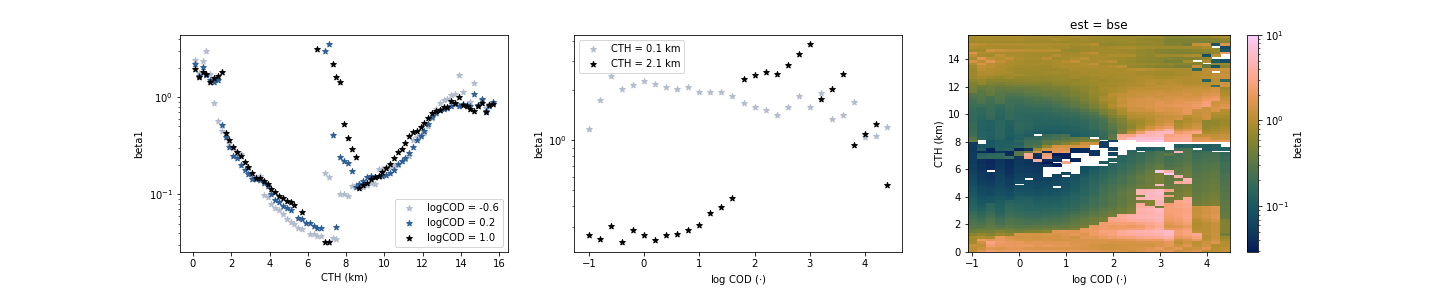 beta1
10⁰
10⁻¹
0 2 4 6 8 10 12 14 16
CTH (km)
logCOD = -0.6
logCOD = 0.2
logCOD = 1.0
beta1
10⁰
−1 0 1 2 3 4
log COD (·)
CTH = 0.1 km
CTH = 2.1 km
est = bse
CTH (km)
14
12
10
8
6
4
2
0
−1 0 1 2 3 4
log COD (·)
10¹
10⁰
10⁻¹
beta1